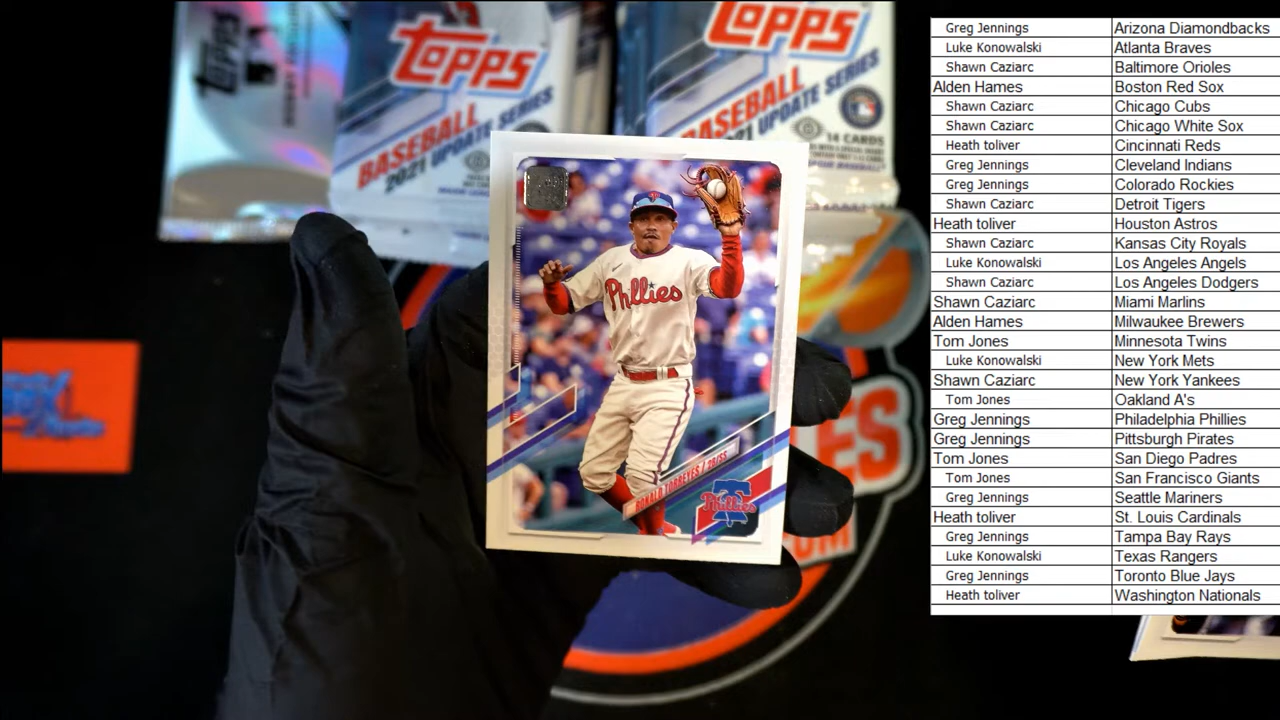 TOPPS
BASEBALL
2021 UPDATE SERIES
TOPPS
BASEBALL
2021 UPDATE SERIES
14 CARDS
Phillies
RONALD TORREYES / 2B/SS
Phillies
Greg Jennings Arizona Diamondbacks
Luke Konowalski Atlanta Braves
Shawn Caziarc Baltimore Orioles
Alden Hames Boston Red Sox
Shawn Caziarc Chicago Cubs
Shawn Caziarc Chicago White Sox
Heath toliver Cincinnati Reds
Greg Jennings Cleveland Indians
Greg Jennings Colorado Rockies
Shawn Caziarc Detroit Tigers
Heath toliver Houston Astros
Shawn Caziarc Kansas City Royals
Luke Konowalski Los Angeles Angels
Shawn Caziarc Los Angeles Dodgers
Shawn Caziarc Miami Marlins
Alden Hames Milwaukee Brewers
Tom Jones Minnesota Twins
Luke Konowalski New York Mets
Shawn Caziarc New York Yankees
Tom Jones Oakland A's
Greg Jennings Philadelphia Phillies
Greg Jennings Pittsburgh Pirates
Tom Jones San Diego Padres
Tom Jones San Francisco Giants
Greg Jennings Seattle Mariners
Heath toliver St. Louis Cardinals
Greg Jennings Tampa Bay Rays
Luke Konowalski Texas Rangers
Greg Jennings Toronto Blue Jays
Heath toliver Washington Nationals